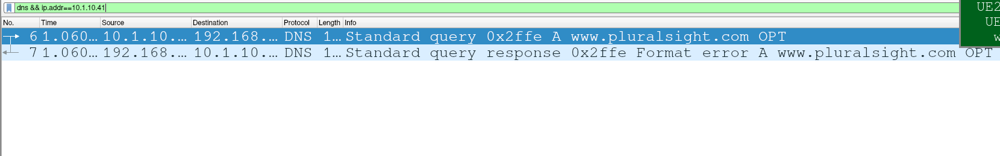 dns && ip.addr==10.1.10.41
UE2
No. Time Source Destination Protocol Length Info
UE
6 1.060… 10.1.10.… 192.168.… DNS 1… Standard query 0x2ffe A www.pluralsight.com OPT
w
7 1.060… 192.168.… 10.1.10.… DNS 1… Standard query response 0x2ffe Format error A www.pluralsight.com OPT